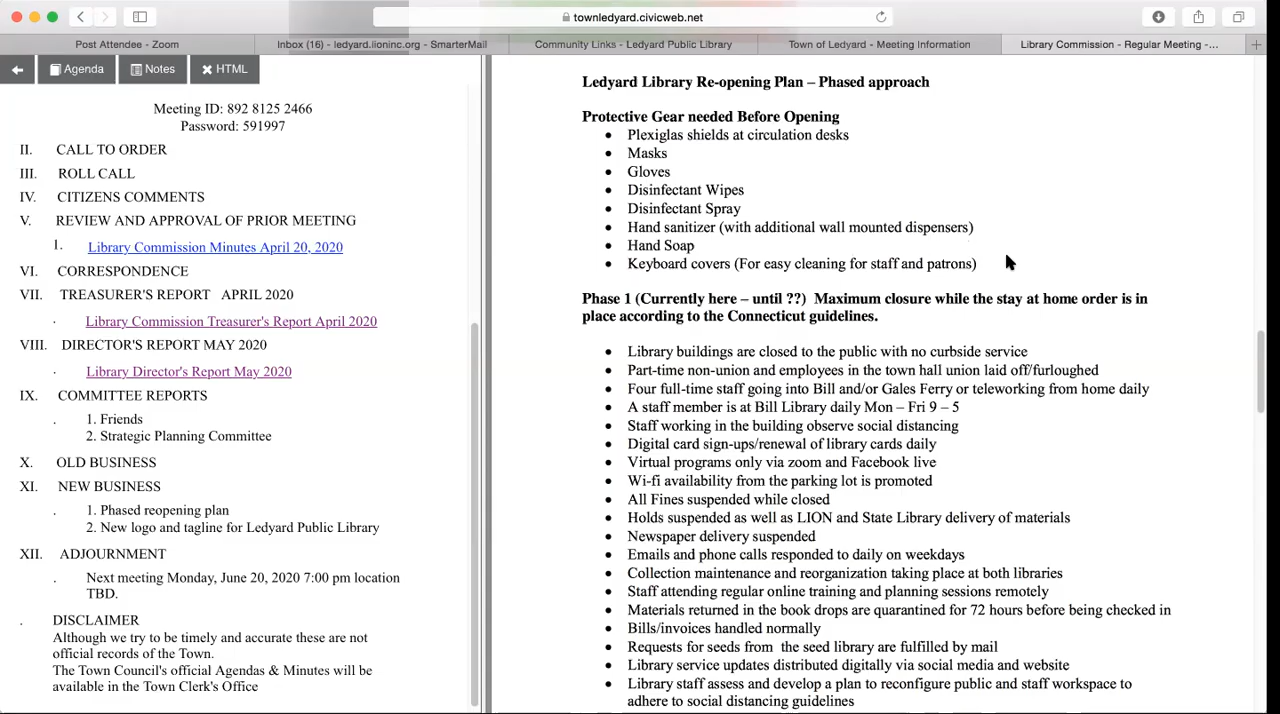 townledyard.civicweb.net
Post Attendee - Zoom
Inbox (16) - ledyard.lioninc.org - SmarterMail
Community Links - Ledyard Public Library
Town of Ledyard - Meeting Information
Library Commission - Regular Meeting -...
Agenda
Notes
HTML
Meeting ID: 892 8125 2466
Password: 591997
II. CALL TO ORDER
III. ROLL CALL
IV. CITIZENS COMMENTS
V. REVIEW AND APPROVAL OF PRIOR MEETING
I. Library Commission Minutes April 20, 2020
VI. CORRESPONDENCE
VII. TREASURER'S REPORT APRIL 2020
. Library Commission Treasurer's Report April 2020
VIII. DIRECTOR'S REPORT MAY 2020
. Library Director's Report May 2020
IX. COMMITTEE REPORTS
. 1. Friends
2. Strategic Planning Committee
X. OLD BUSINESS
XI. NEW BUSINESS
. 1. Phased reopening plan
2. New logo and tagline for Ledyard Public Library
XII. ADJOURNMENT
. Next meeting Monday, June 20, 2020 7:00 pm location
TBD.
. DISCLAIMER
Although we try to be timely and accurate these are not
official records of the Town.
The Town Council's official Agendas & Minutes will be
available in the Town Clerk's Office
Ledyard Library Re-opening Plan – Phased approach
Protective Gear needed Before Opening
• Plexiglas shields at circulation desks
• Masks
• Gloves
• Disinfectant Wipes
• Disinfectant Spray
• Hand sanitizer (with additional wall mounted dispensers)
• Hand Soap
• Keyboard covers (For easy cleaning for staff and patrons)
Phase 1 (Currently here – until ??) Maximum closure while the stay at home order is in
place according to the Connecticut guidelines.
• Library buildings are closed to the public with no curbside service
• Part-time non-union and employees in the town hall union laid off/furloughed
• Four full-time staff going into Bill and/or Gales Ferry or teleworking from home daily
• A staff member is at Bill Library daily Mon – Fri 9 – 5
• Staff working in the building observe social distancing
• Digital card sign-ups/renewal of library cards daily
• Virtual programs only via zoom and Facebook live
• Wi-fi availability from the parking lot is promoted
• All Fines suspended while closed
• Holds suspended as well as LION and State Library delivery of materials
• Newspaper delivery suspended
• Emails and phone calls responded to daily on weekdays
• Collection maintenance and reorganization taking place at both libraries
• Staff attending regular online training and planning sessions remotely
• Materials returned in the book drops are quarantined for 72 hours before being checked in
• Bills/invoices handled normally
• Requests for seeds from the seed library are fulfilled by mail
• Library service updates distributed digitally via social media and website
• Library staff assess and develop a plan to reconfigure public and staff workspace to
adhere to social distancing guidelines